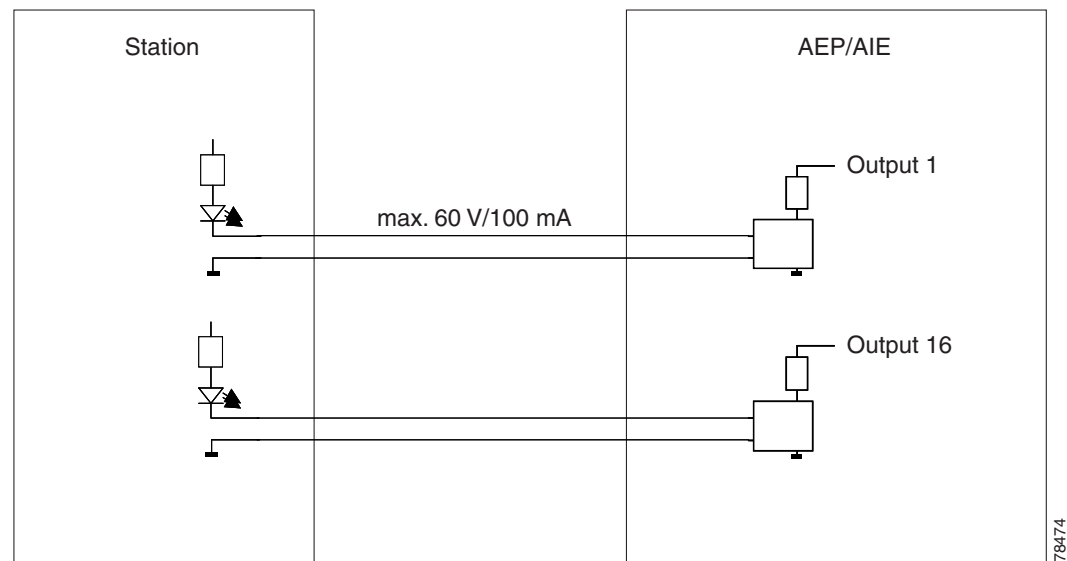 Station
AEP/AIE
Output 1
max. 60 V/100 mA
Output 16
78474